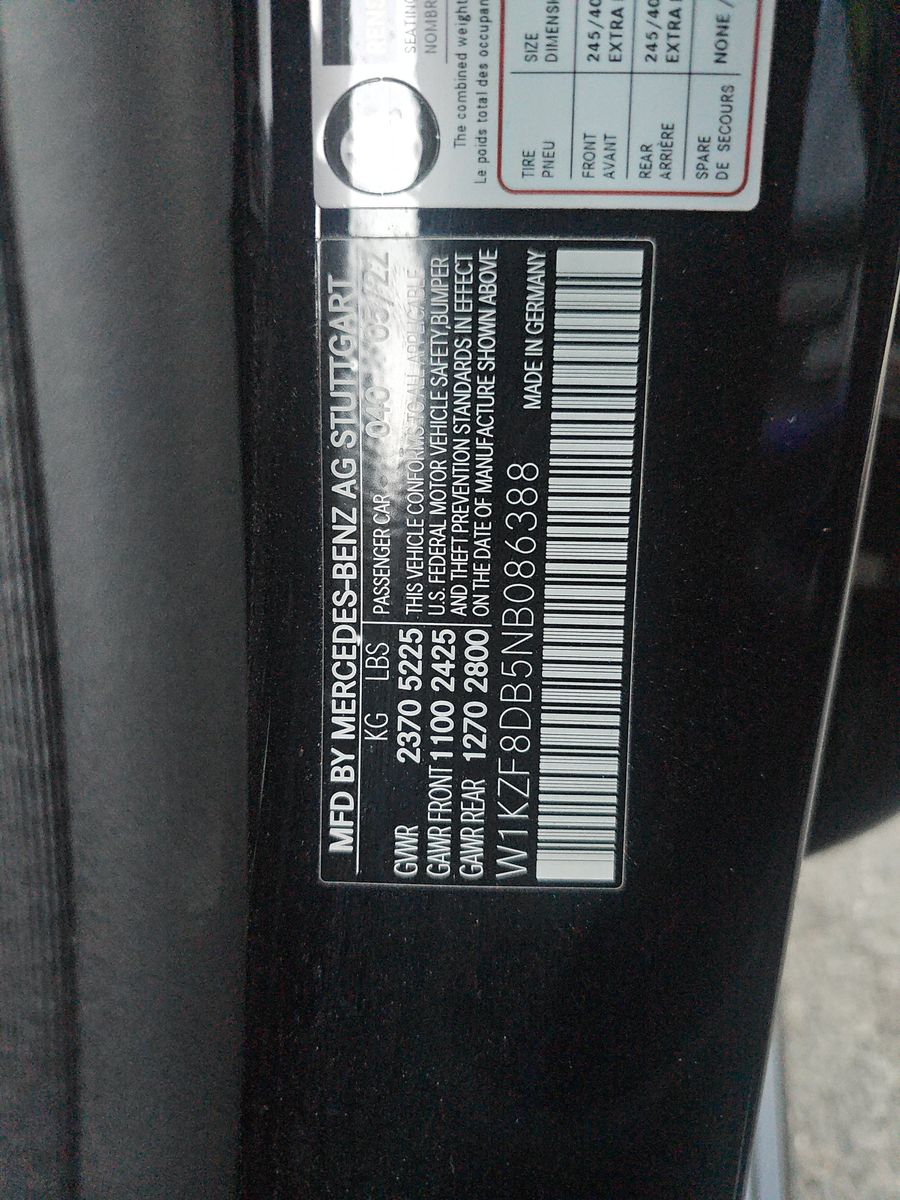 MFD BY MERCEDES-BENZ AG STUTTGART
KG LBS
GVWR 2370 5225
GAWR FRONT 1100 2425
GAWR REAR 1270 2800
PASSENGER CAR 040 05/22
THIS VEHICLE CONFORMS TO ALL APPLICABLE
U.S. FEDERAL MOTOR VEHICLE SAFETY, BUMPER
AND THEFT PREVENTION STANDARDS IN EFFECT
ON THE DATE OF MANUFACTURE SHOWN ABOVE
W1KZF8DB5NB086388 MADE IN GERMANY
SEATING
NOMBR
The combined weight
Le poids total des occupan
TIRE SIZE
PNEU DIMENSI
FRONT 245/40
AVANT EXTRA
REAR 245/40
ARRIÈRE EXTRA
SPARE NONE /
DE SECOURS